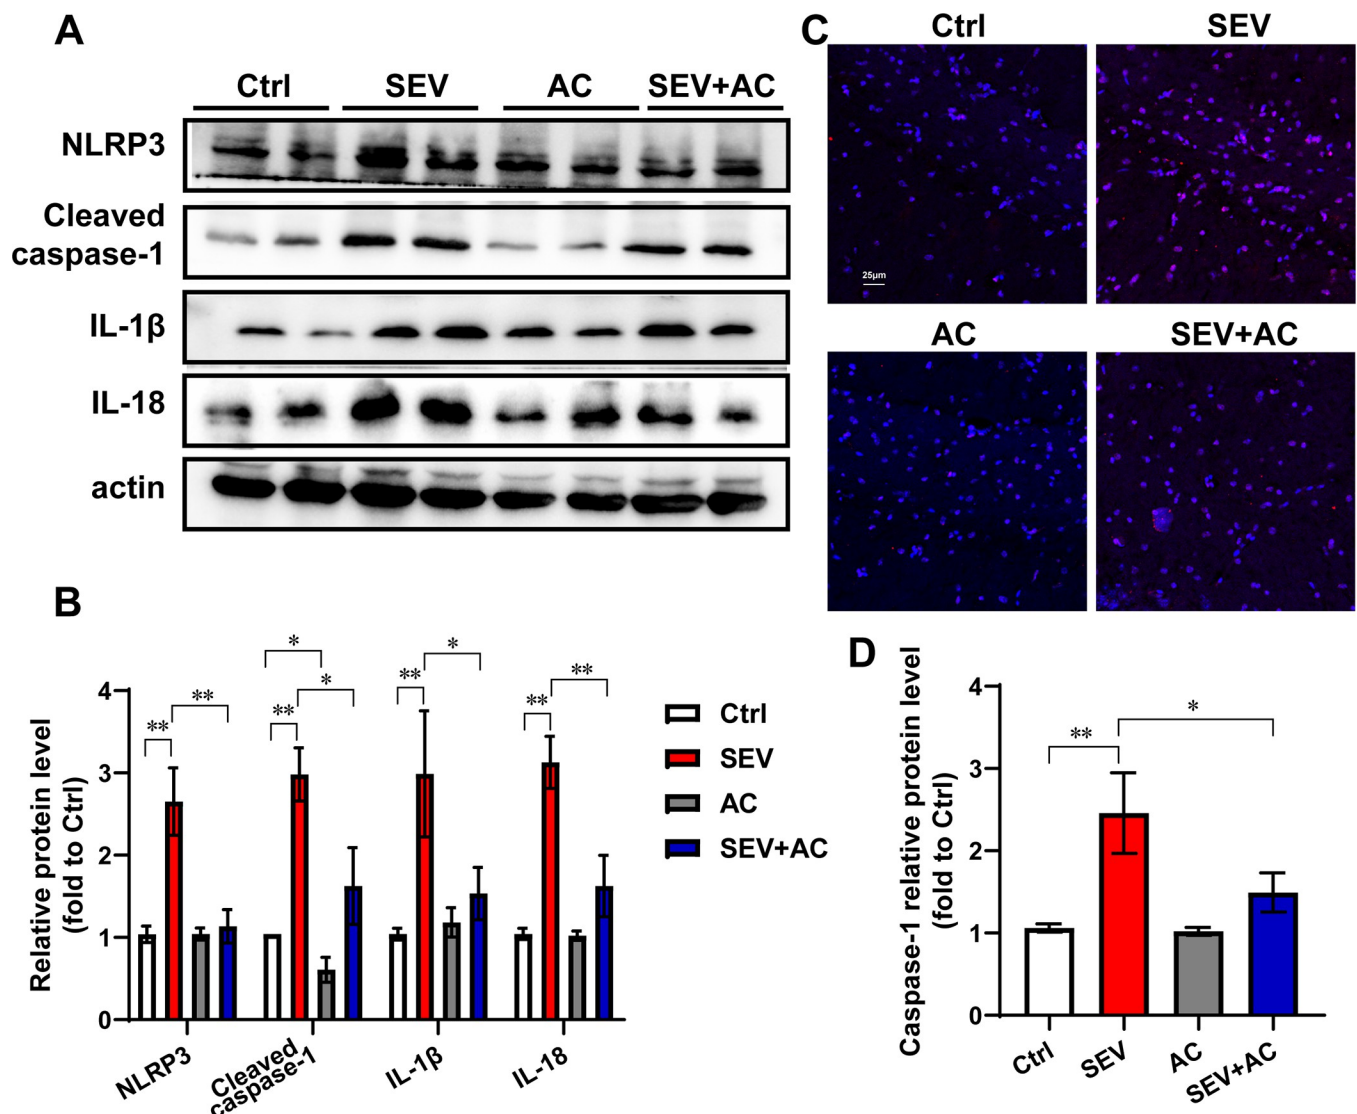 A
Ctrl SEV AC SEV+AC
NLRP3
Cleaved
caspase-1
IL-1β
IL-18
actin
C
Ctrl SEV
25μm
AC SEV+AC
B
Relative protein level
(fold to Ctrl)
4
3
2
1
0
** **
* ** *
** *
** **
NLRP3
Cleaved
caspase-1
IL-1β
IL-18
Ctrl
SEV
AC
SEV+AC
D
Caspase-1 relative protein level
(fold to Ctrl)
4
3
2
1
0
** *
Ctrl
SEV
AC
SEV+AC